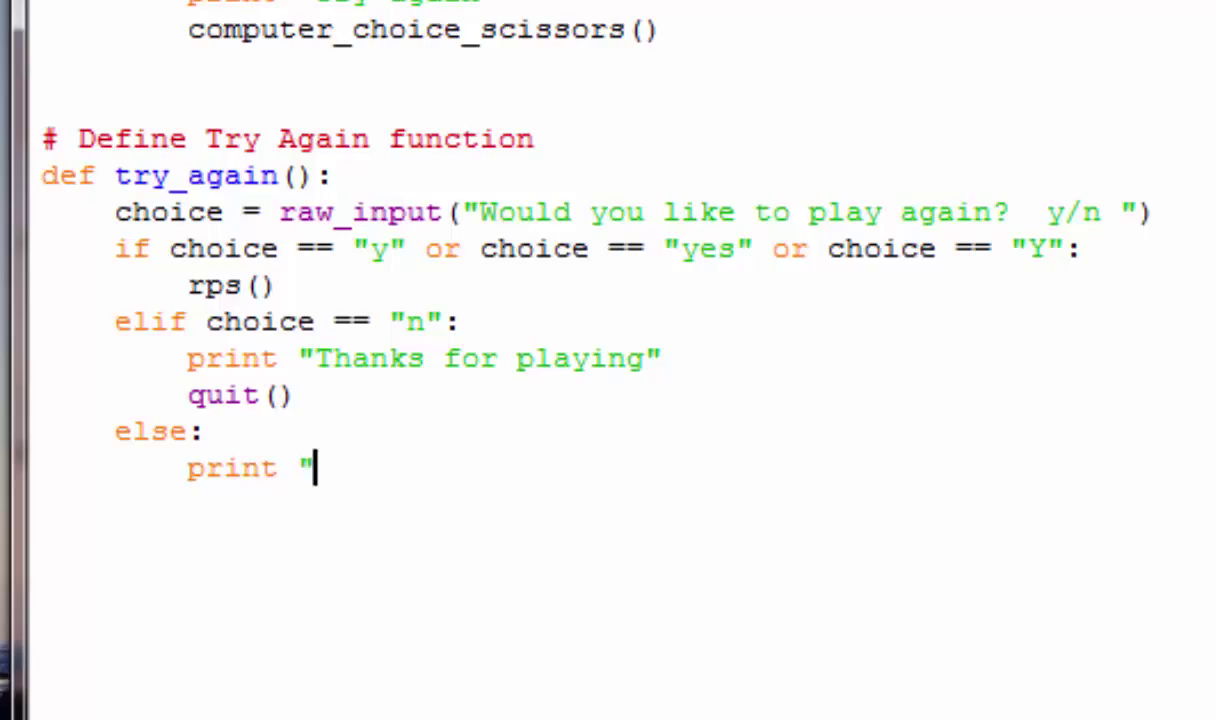 computer_choice_scissors()
# Define Try Again function
def try_again():
    choice = raw_input("Would you like to play again?  y/n ")
    if choice == "y" or choice == "yes" or choice == "Y":
        rps()
    elif choice == "n":
        print "Thanks for playing"
        quit()
    else:
        print "